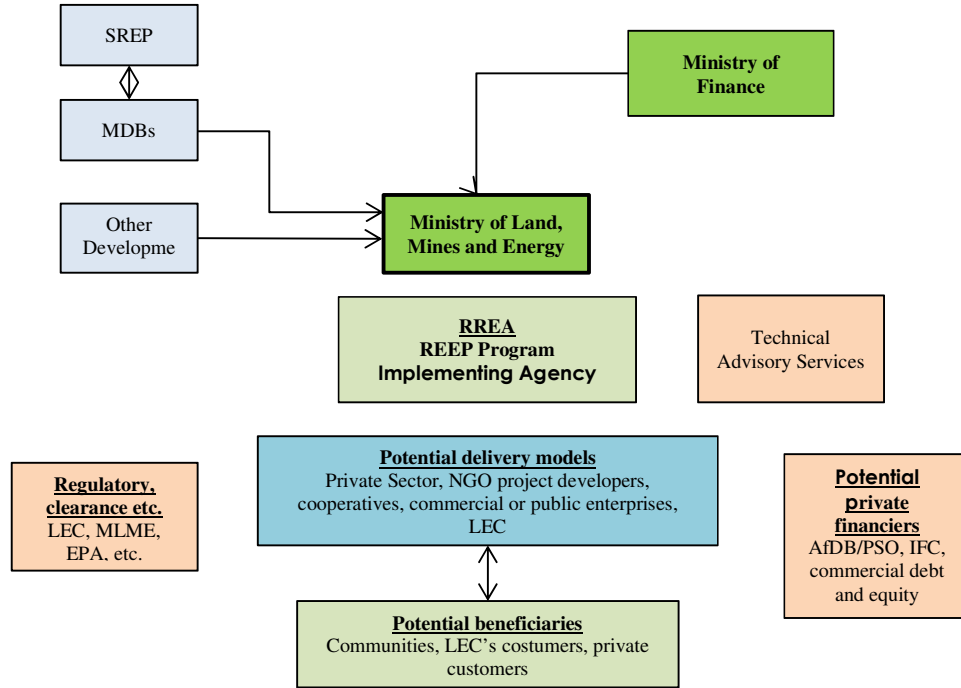 SREP
Ministry of
Finance
MDBs
Other
Developme
Ministry of Land,
Mines and Energy
RREA
REEP Program
Implementing Agency
Technical
Advisory Services
Regulatory,
clearance etc.
LEC, MLME,
EPA, etc.
Potential delivery models
Private Sector, NGO project developers,
cooperatives, commercial or public enterprises,
LEC
Potential
private
financiers
AfDB/PSO, IFC,
commercial debt
and equity
Potential beneficiaries
Communities, LEC's costumers, private
customers